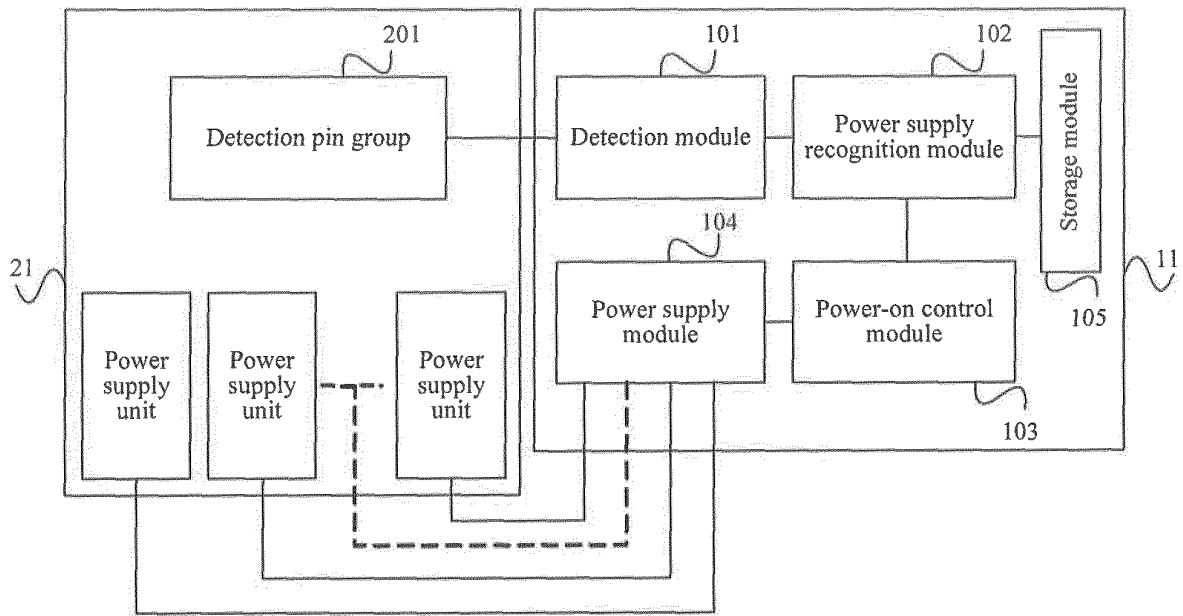 201
101
102
Detection pin group
Detection module
Power supply
recognition module
Storage module
104
21
11
Power supply
module
Power-on control
module
105
Power
supply
unit
Power
supply
unit
Power
supply
unit
103